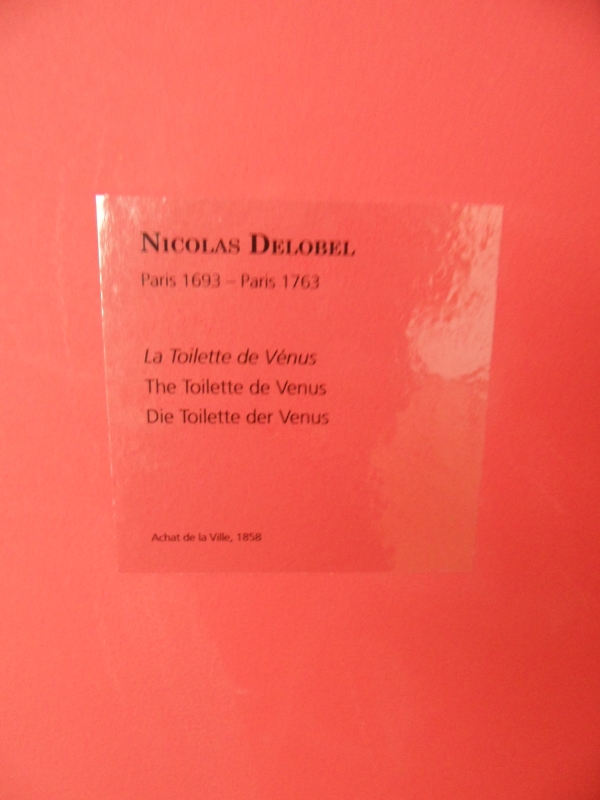 NICOLAS DELOBEL
Paris 1693 – Paris 1763
La Toilette de Vénus
The Toilette de Venus
Die Toilette der Venus
Achat de la Ville, 1858